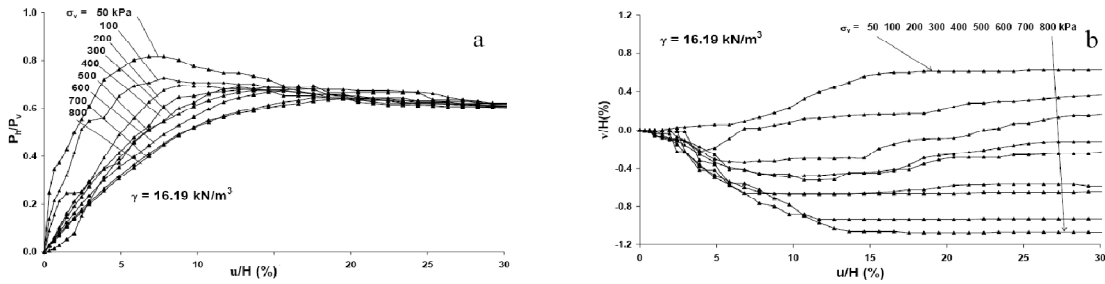 a
σv = 50 kPa
100
200
300
400
500
600
700
800
γ = 16.19 kN/m³
Ph/Pv
1.0
0.8
0.6
0.4
0.2
0.0
0 5 10 15 20 25 30
u/H (%)
b
γ = 16.19 kN/m³
σv = 50 100 200 300 400 500 600 700 800 kPa
v/H(%)
1.2
0.8
0.4
0.0
-0.4
-0.8
-1.2
0 5 10 15 20 25 30
u/H (%)